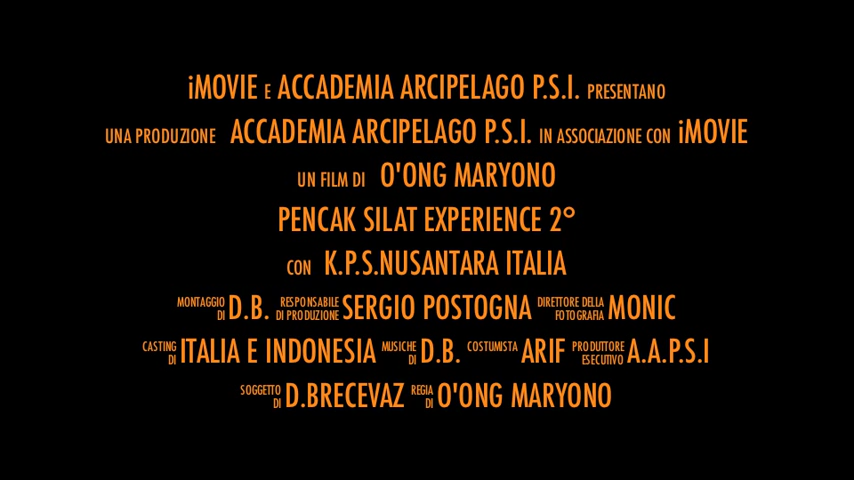 iMOVIE E ACCADEMIA ARCIPELAGO P.S.I. PRESENTANO
UNA PRODUZIONE ACCADEMIA ARCIPELAGO P.S.I. IN ASSOCIAZIONE CON iMOVIE
UN FILM DI O'ONG MARYONO
PENCAK SILAT EXPERIENCE 2°
CON K.P.S.NUSANTARA ITALIA
MONTAGGIO DI D.B. RESPONSABILE DI PRODUZIONE SERGIO POSTOGNA DIRETTORE DELLA FOTOGRAFIA MONIC
CASTING DI ITALIA E INDONESIA MUSICHE DI D.B. COSTUMISTA ARIF PRODUTTORE ESECUTIVO A.A.P.S.I
SOGGETTO DI D.BRECEVAZ REGIA DI O'ONG MARYONO